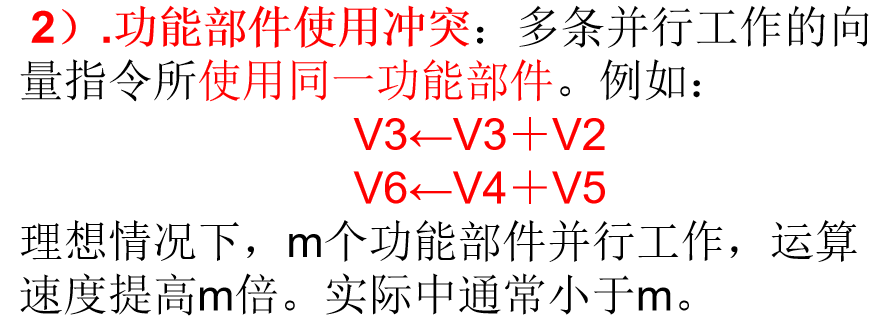 2）.功能部件使用冲突：多条并行工作的向
量指令所使用同一功能部件。例如：
V3←V3＋V2
V6←V4＋V5
理想情况下，m个功能部件并行工作，运算
速度提高m倍。实际中通常小于m。